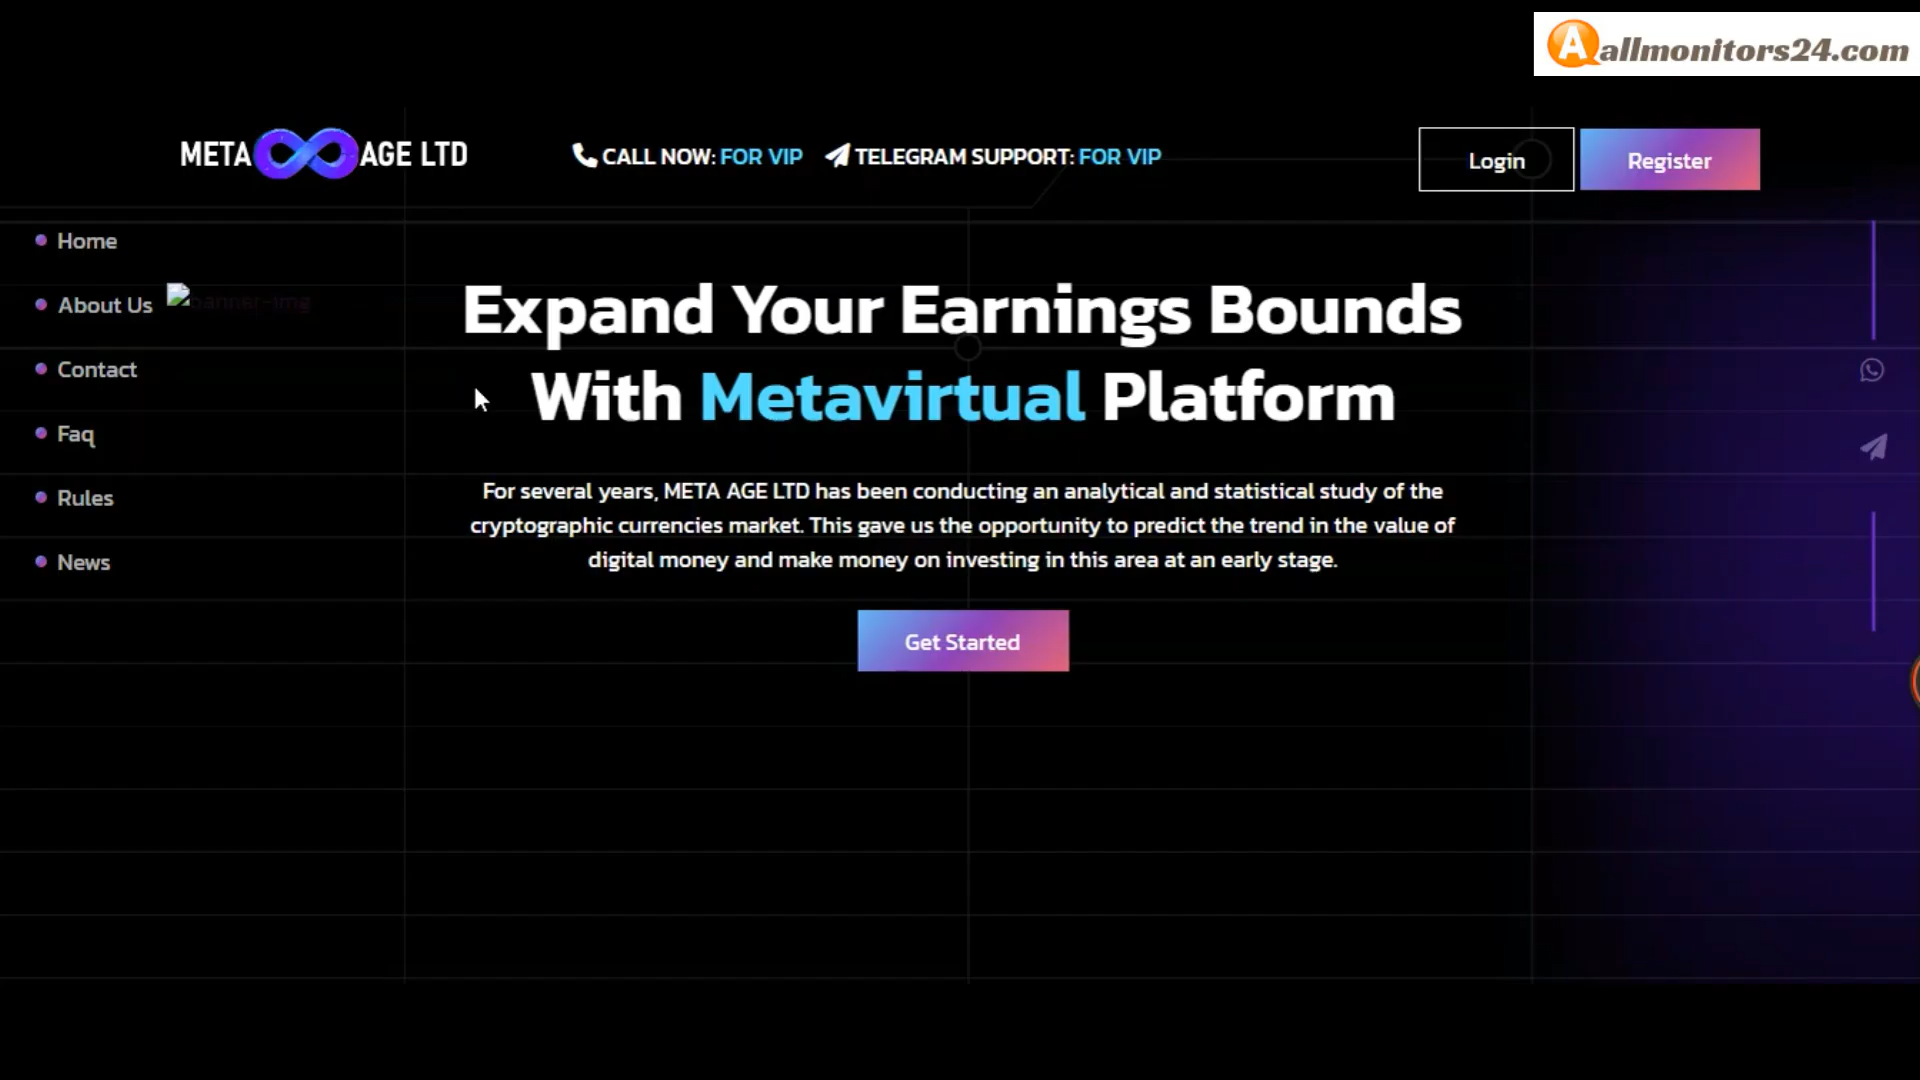 allmonitors24.com
META AGE LTD
CALL NOW: FOR VIP TELEGRAM SUPPORT: FOR VIP
Login
Register
Home
About Us
banner-img
Contact
Faq
Rules
News
Expand Your Earnings Bounds
With Metavirtual Platform
For several years, META AGE LTD has been conducting an analytical and statistical study of the
cryptographic currencies market. This gave us the opportunity to predict the trend in the value of
digital money and make money on investing in this area at an early stage.
Get Started